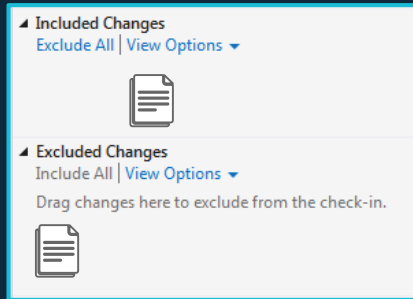 Included Changes
Exclude All | View Options
Excluded Changes
Include All | View Options
Drag changes here to exclude from the check-in.